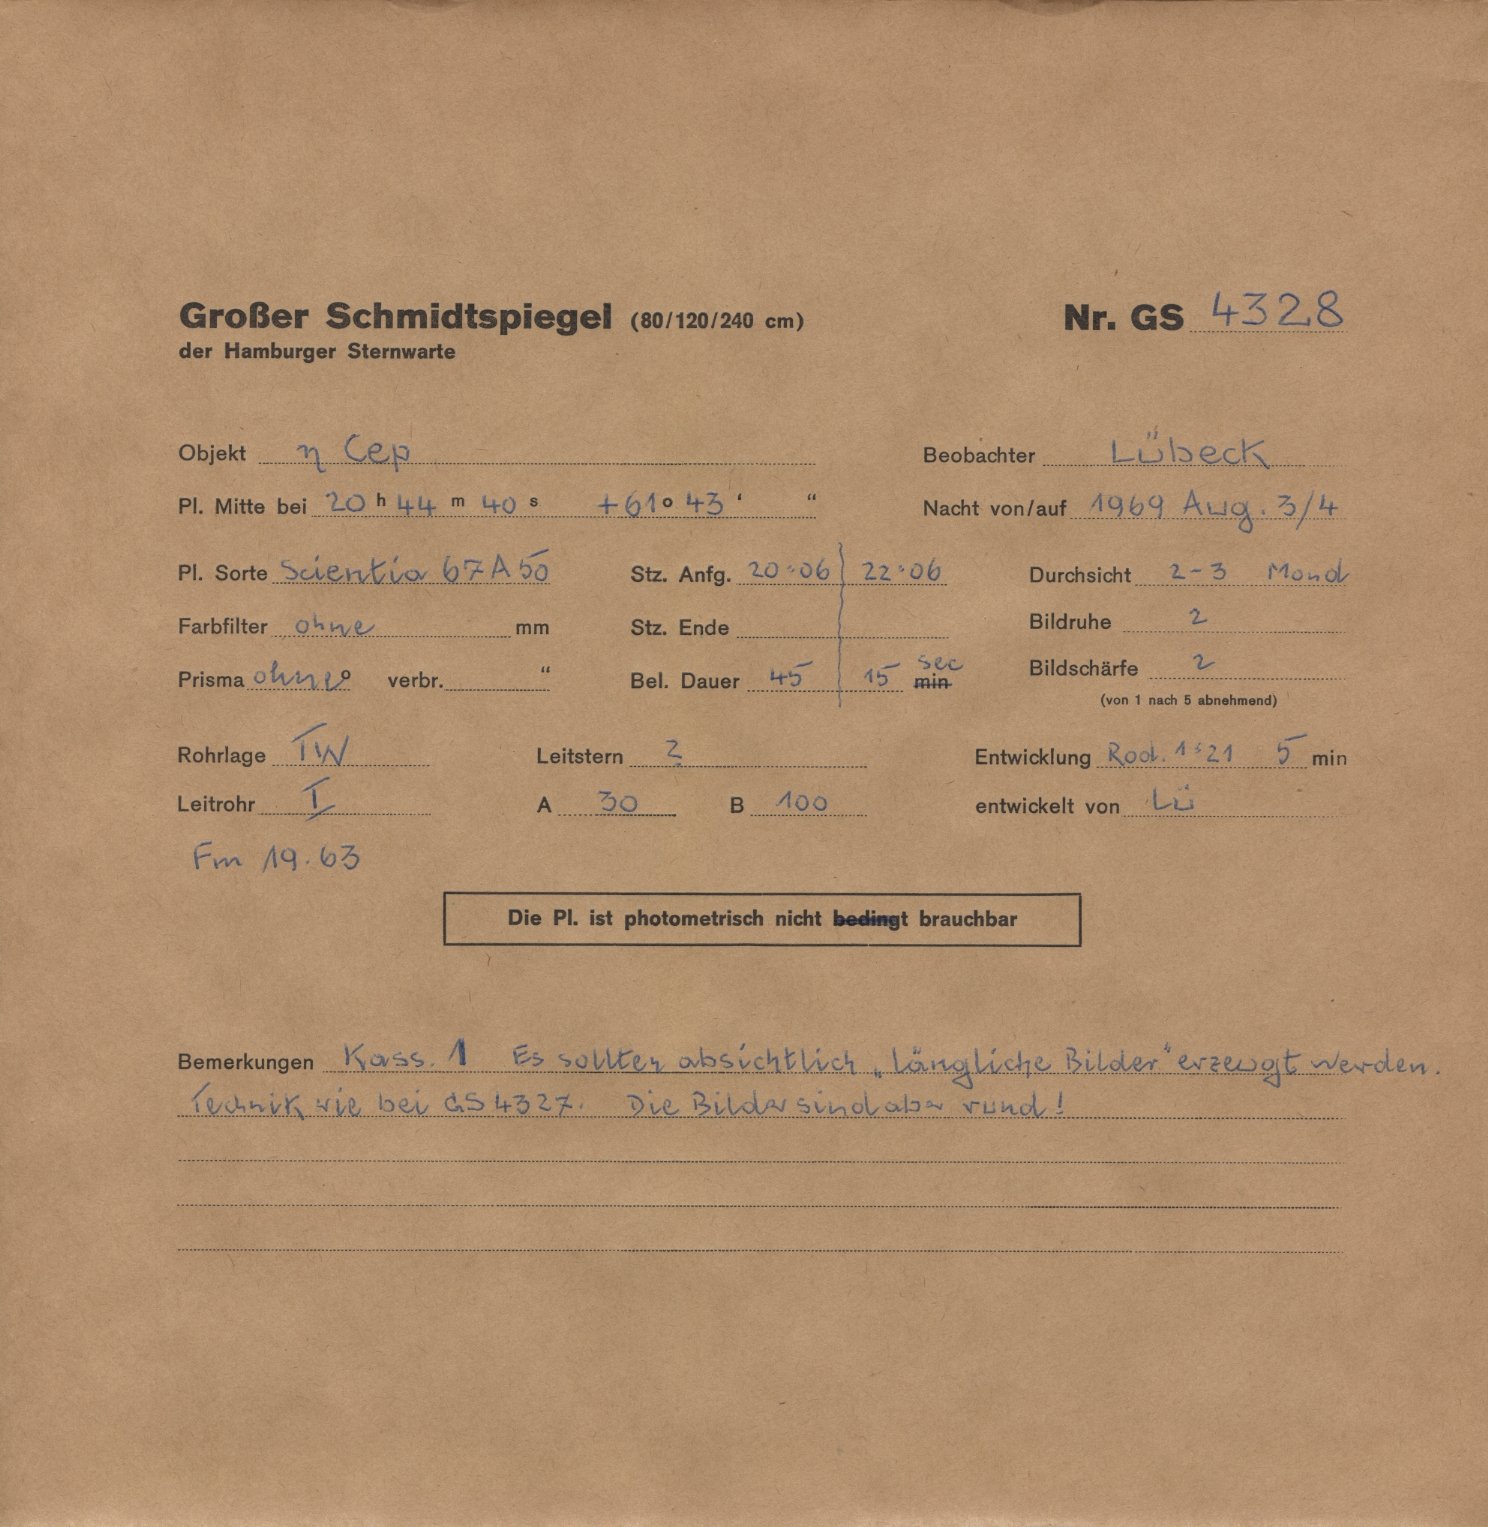 Großer Schmidtspiegel (80/120/240 cm) Nr. GS 4328
der Hamburger Sternwarte
Objekt η Cep Beobachter Lübeck
Pl. Mitte bei 20 h 44 m 40 s +61 o 43 ' " Nacht von/auf 1969 Aug. 3/4
Pl. Sorte Scientia 67A50 Stz. Anfg. 20:06 22:06 Durchsicht 2-3 Mond
Farbfilter ohne mm Stz. Ende Bildruhe 2
Prisma ohne o verbr. " Bel. Dauer 45 15 sec min Bildschärfe 2
(von 1 nach 5 abnehmend)
Rohrlage TW Leitstern ? Entwicklung Rod. 1:21 5 min
Leitrohr I A 30 B 100 entwickelt von Lü
Fm 19.63
Die Pl. ist photometrisch nicht bedingt brauchbar
Bemerkungen Kass. 1 Es sollten absichtlich „längliche Bilder" erzeugt werden.
Technik wie bei GS 4327. Die Bilder sind aber rund!